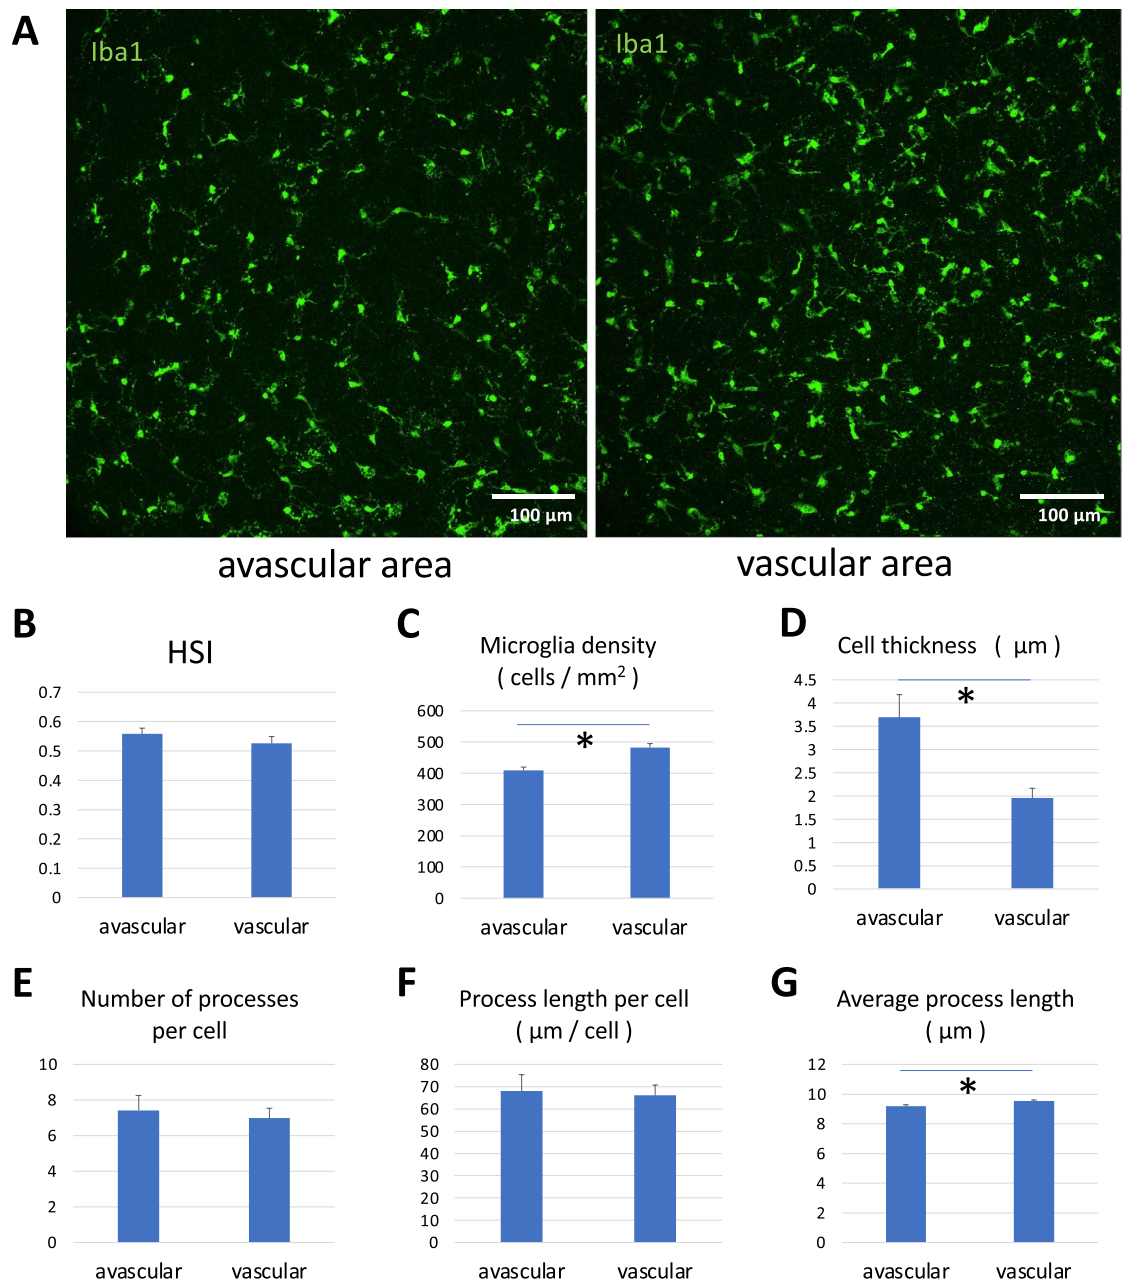 A
Iba1
Iba1
100 µm
100 µm
avascular area
vascular area
B
HSI
0.7
0.6
0.5
0.4
0.3
0.2
0.1
0
avascular
vascular
C
Microglia density
( cells / mm²)
600
500
400
300
200
100
0
*
avascular
vascular
D
Cell thickness ( µm )
4.5
4
3.5
3
2.5
2
1.5
1
0.5
0
*
avascular
vascular
E
Number of processes
per cell
10
8
6
4
2
0
avascular
vascular
F
Process length per cell
( µm / cell )
80
70
60
50
40
30
20
10
0
avascular
vascular
G
Average process length
( µm )
12
10
8
6
4
2
0
*
avascular
vascular